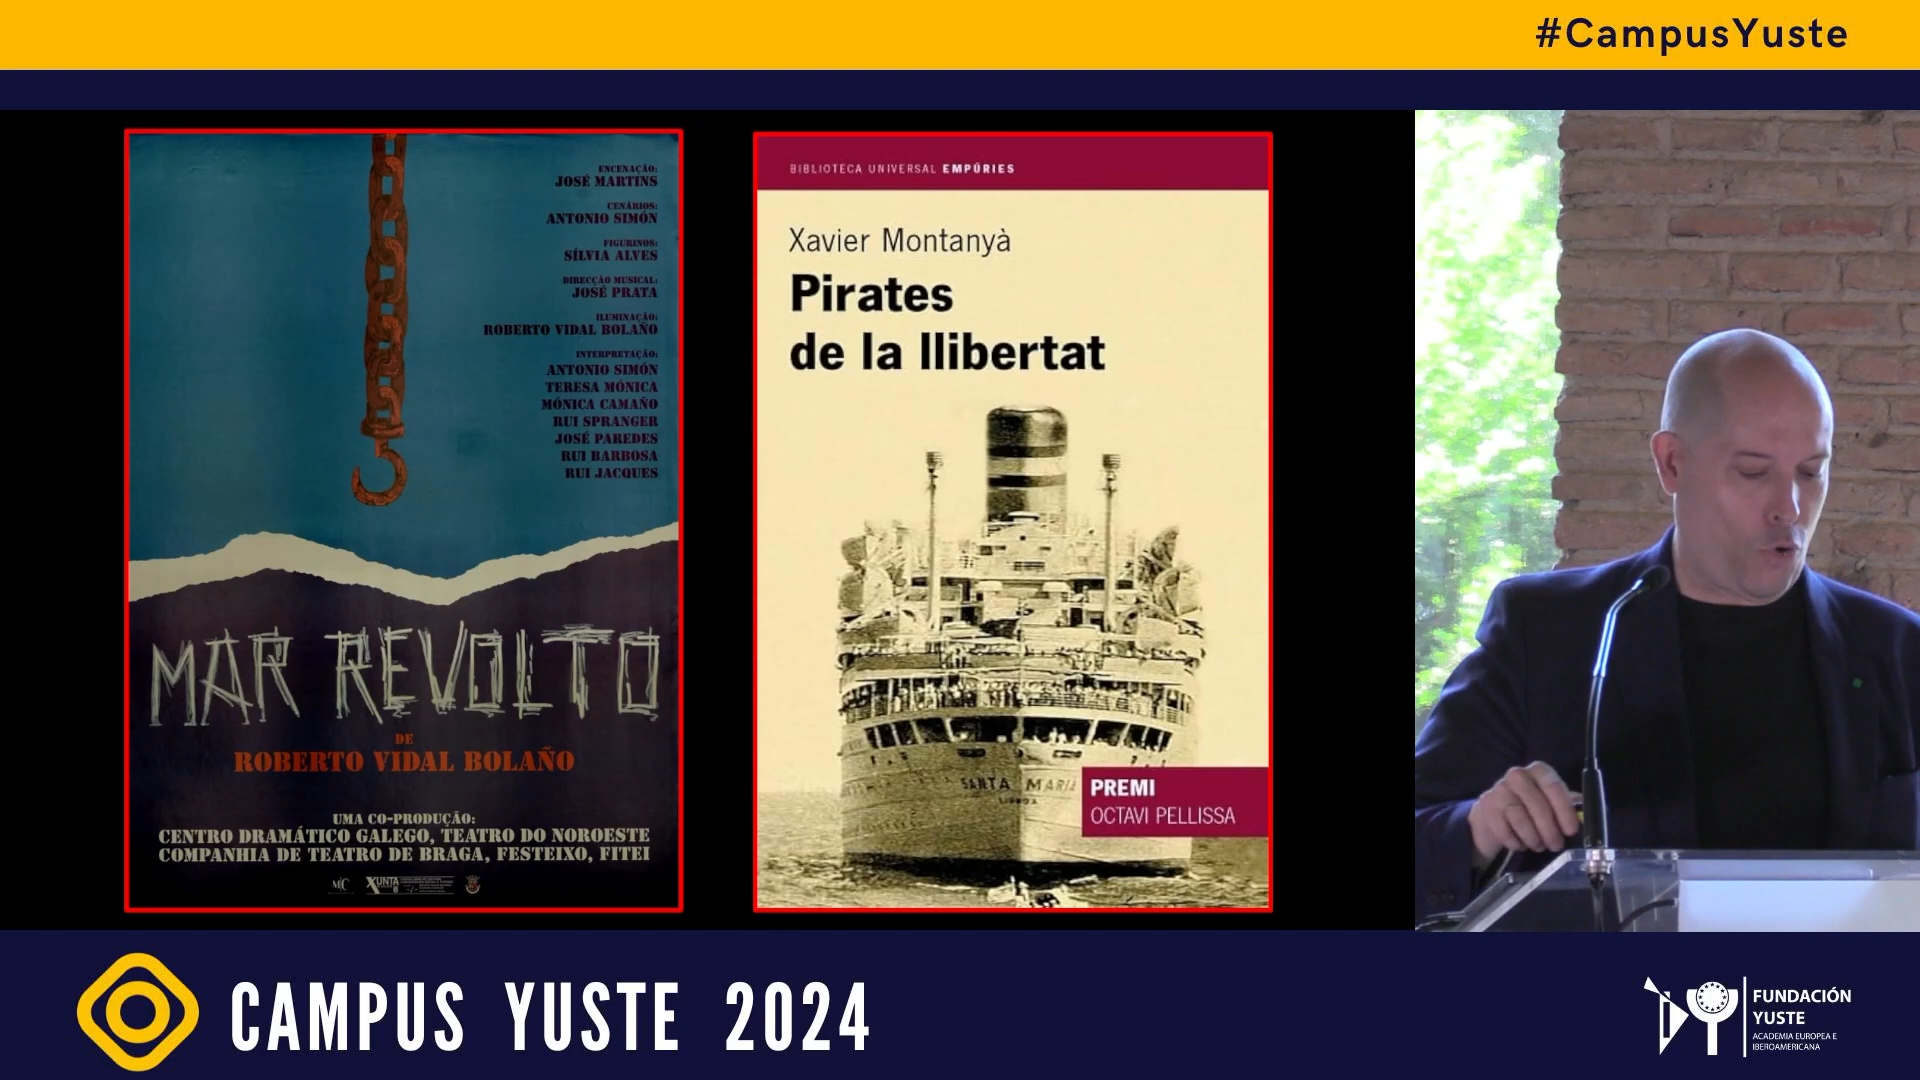 #CampusYuste
ENCENAÇÃO:
JOSÉ MARTINS
CENÁRIOS:
ANTONIO SIMÓN
FIGURINOS:
SÍLVIA ALVES
DIRECÇÃO MUSICAL:
JOSÉ PRATA
ILUMINAÇÃO:
ROBERTO VIDAL BOLAÑO
INTERPRETAÇÃO:
ANTONIO SIMÓN
TERESA MÓNICA
MÓNICA CAMAÑO
RUI SPRANGER
JOSÉ PAREDES
RUI BARBOSA
RUI JACQUES
MAR REVOLTO
DE
ROBERTO VIDAL BOLAÑO
UMA CO-PRODUÇÃO:
CENTRO DRAMÁTICO GALEGO, TEATRO DO NOROESTE
COMPANHIA DE TEATRO DE BRAGA, FESTEIXO, FITEI
XUNTA
BIBLIOTECA UNIVERSAL EMPÚRIES
Xavier Montanyà
Pirates
de la llibertat
SANTA MARIA
LISBOA
PREMI
OCTAVI PELLISSA
CAMPUS YUSTE 2024
FUNDACIÓN
YUSTE
ACADEMIA EUROPEA E
IBEROAMERICANA